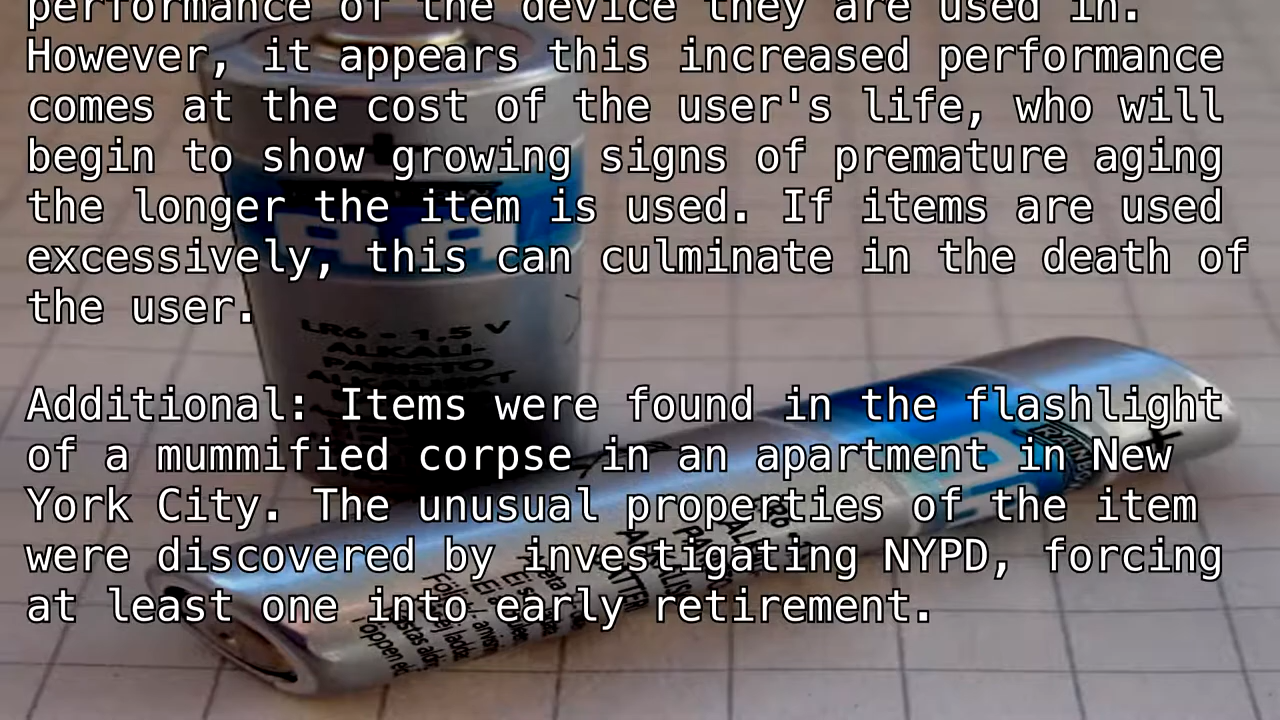 performance of the device they are used in.
However, it appears this increased performance
comes at the cost of the user's life, who will
begin to show growing signs of premature aging
the longer the item is used. If items are used
excessively, this can culminate in the death of
the user.
LR6 • 1,5 V
ALKALI-
PARISTO
Additional: Items were found in the flashlight
of a mummified corpse in an apartment in New
York City. The unusual properties of the item
were discovered by investigating NYPD, forcing
at least one into early retirement.